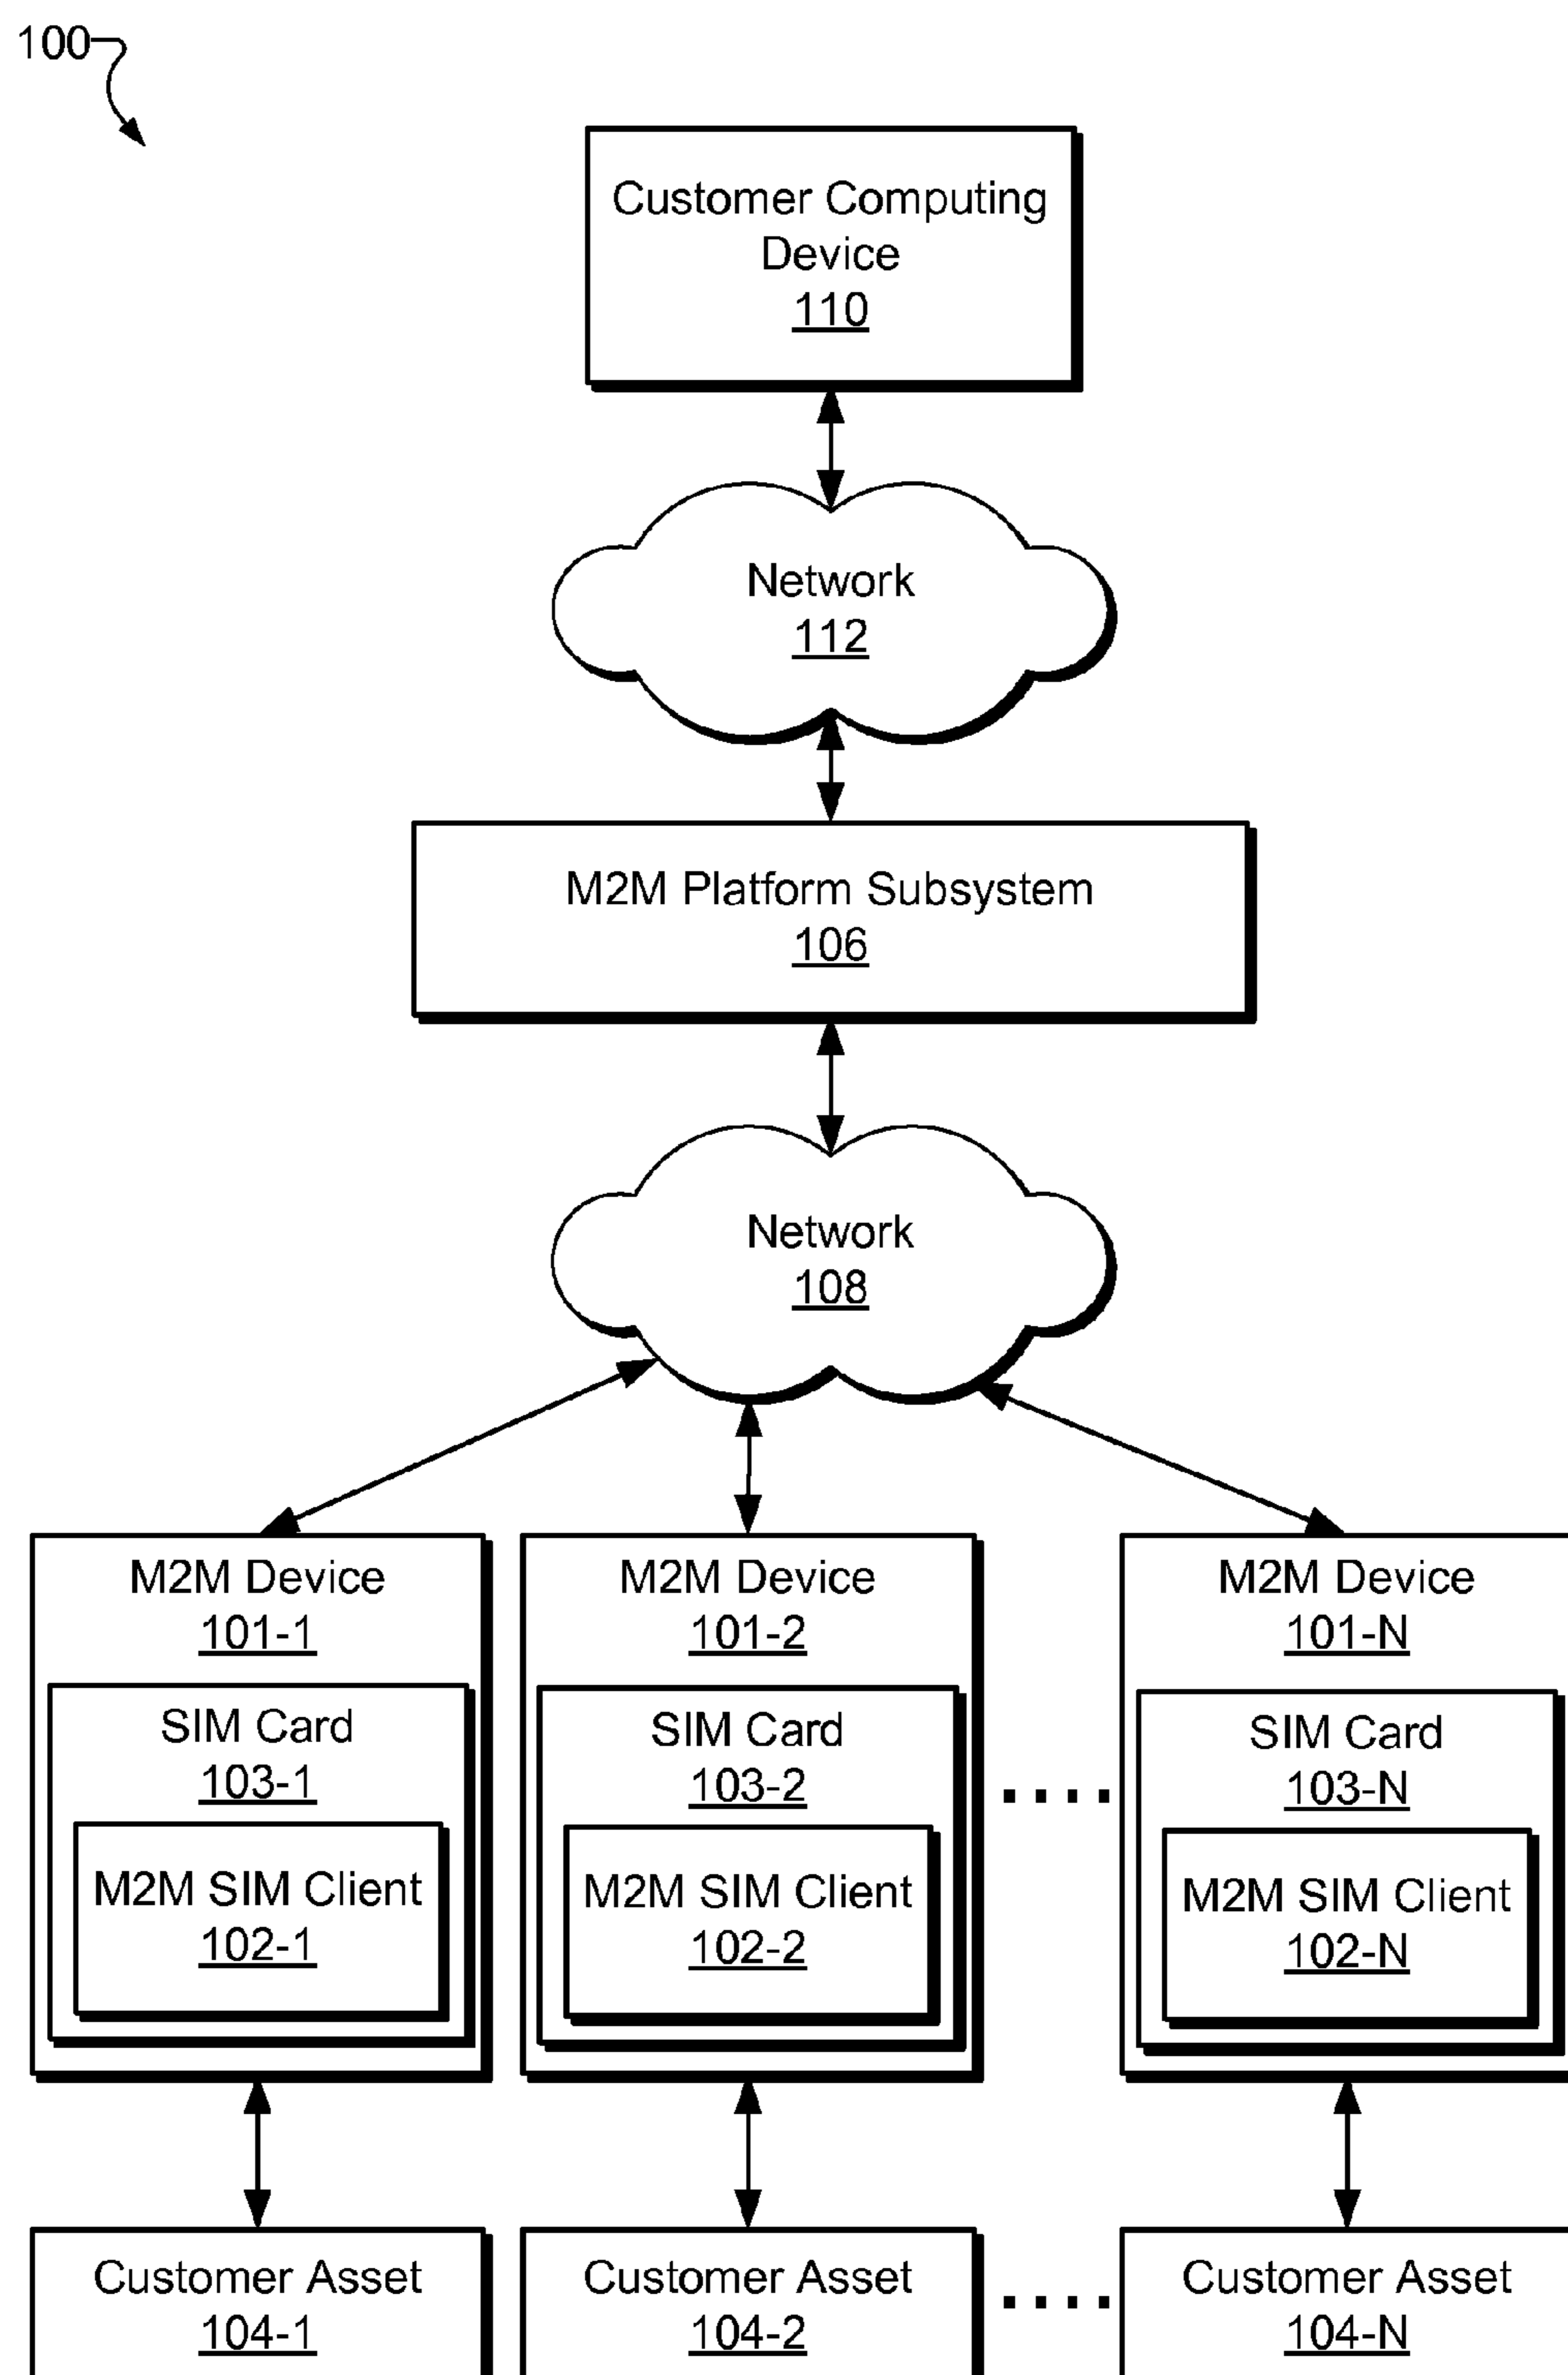 100
Customer Computing
Device
110
Network
112
M2M Platform Subsystem
106
Network
108
M2M Device
101-1
SIM Card
103-1
M2M SIM Client
102-1
M2M Device
101-2
SIM Card
103-2
M2M SIM Client
102-2
M2M Device
101-N
SIM Card
103-N
M2M SIM Client
102-N
Customer Asset
104-1
Customer Asset
104-2
Customer Asset
104-N